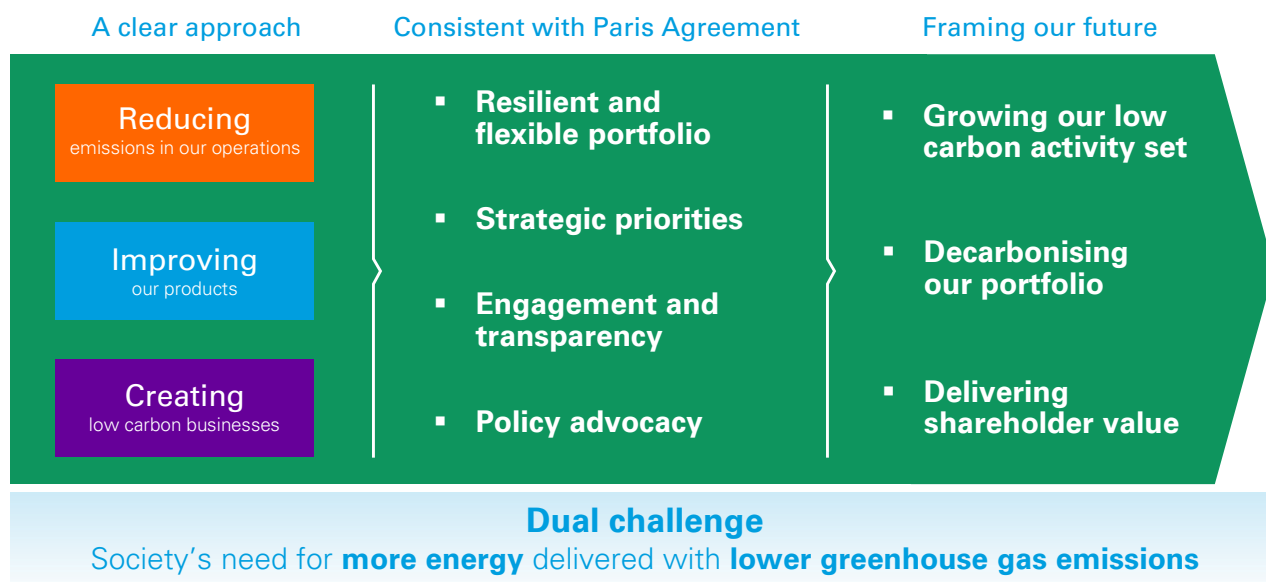 A clear approach
Consistent with Paris Agreement
Framing our future
Reducing
emissions in our operations
Improving
our products
Creating
low carbon businesses
▪ Resilient and
flexible portfolio
▪ Strategic priorities
▪ Engagement and
transparency
▪ Policy advocacy
▪ Growing our low
carbon activity set
▪ Decarbonising
our portfolio
▪ Delivering
shareholder value
Dual challenge
Society’s need for more energy delivered with lower greenhouse gas emissions